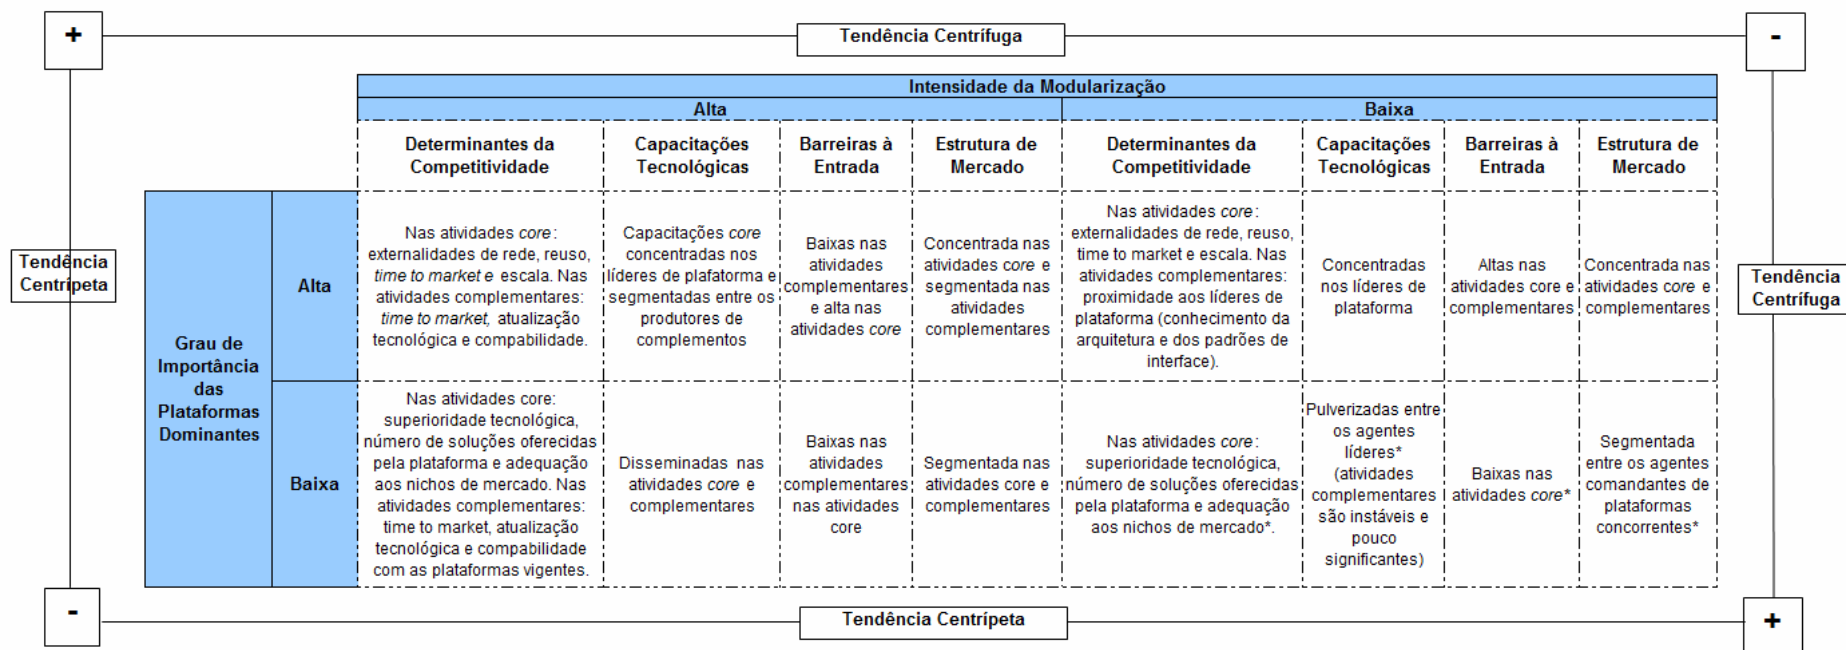 +
Tendência Centrífuga
-
Intensidade da Modularização
Alta
Baixa
Determinantes da
Competitividade
Capacitações
Tecnológicas
Barreiras à
Entrada
Estrutura de
Mercado
Determinantes da
Competitividade
Capacitações
Tecnológicas
Barreiras à
Entrada
Estrutura de
Mercado
Tendência
Centrípeta
Grau de
Importância
das
Plataformas
Dominantes
Alta
Nas atividades core:
externalidades de rede, reuso,
time to market e escala. Nas
atividades complementares:
time to market, atualização
tecnológica e compabilidade.
Capacitações core
concentradas nos
líderes de plafataforma e
segmentadas entre os
produtores de
complementos
Baixas nas
atividades
complementares
e alta nas
atividades core
Concentrada nas
atividades core e
segmentada nas
atividades
complementares
Nas atividades core:
externalidades de rede, reuso,
time to market e escala. Nas
atividades complementares:
proximidade aos líderes de
plataforma (conhecimento da
arquitetura e dos padrões de
interface).
Concentradas
nos líderes de
plataforma
Altas nas
atividades core e
complementares
Concentrada nas
atividades core e
complementares
Tendência
Centrífuga
Baixa
Nas atividades core:
superioridade tecnológica,
número de soluções oferecidas
pela plataforma e adequação
aos nichos de mercado. Nas
atividades complementares:
time to market, atualização
tecnológica e compabilidade
com as plataformas vigentes.
Disseminadas nas
atividades core e
complementares
Baixas nas
atividades
complementares
nas atividades
core
Segmentada nas
atividades core e
complementares
Nas atividades core:
superioridade tecnológica,
número de soluções oferecidas
pela plataforma e adequação
aos nichos de mercado*.
Pulverizadas entre
os agentes
líderes*
(atividades
complementares
são instáveis e
pouco
significantes)
Baixas nas
atividades core*
Segmentada
entre os agentes
comandantes de
plataformas
concorrentes*
-
Tendência Centrípeta
+